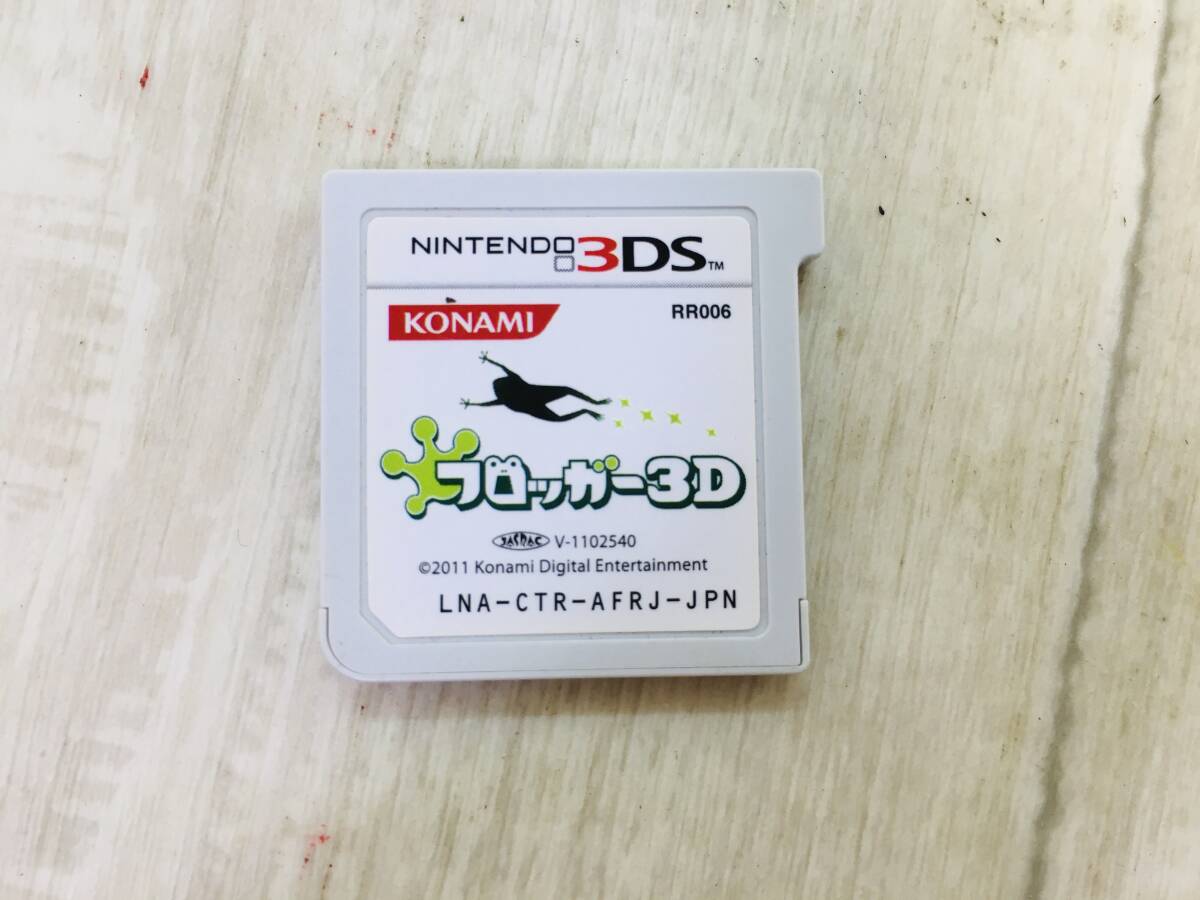 NINTENDO 3DS™
KONAMI
RR006
フロッガー3D
JASRAC V-1102540
©2011 Konami Digital Entertainment
LNA-CTR-AFRJ-JPN